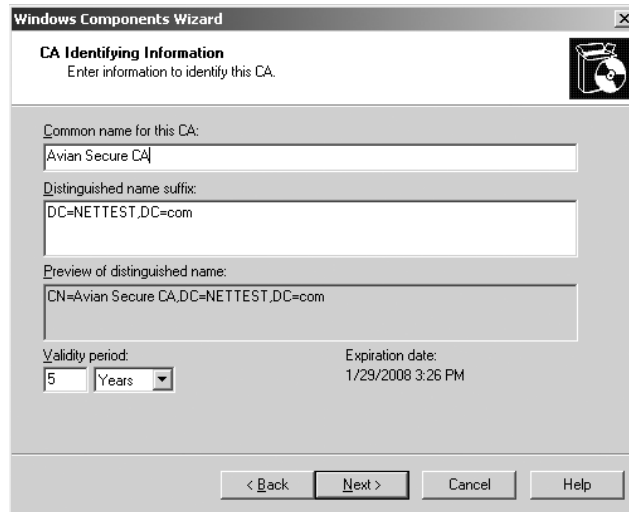 Windows Components Wizard
CA Identifying Information
Enter information to identify this CA.
Common name for this CA:
Avian Secure CA
Distinguished name suffix:
DC=NETTEST,DC=com
Preview of distinguished name:
CN=Avian Secure CA,DC=NETTEST,DC=com
Validity period:
Expiration date:
5 Years
1/29/2008 3:26 PM
< Back Next > Cancel Help